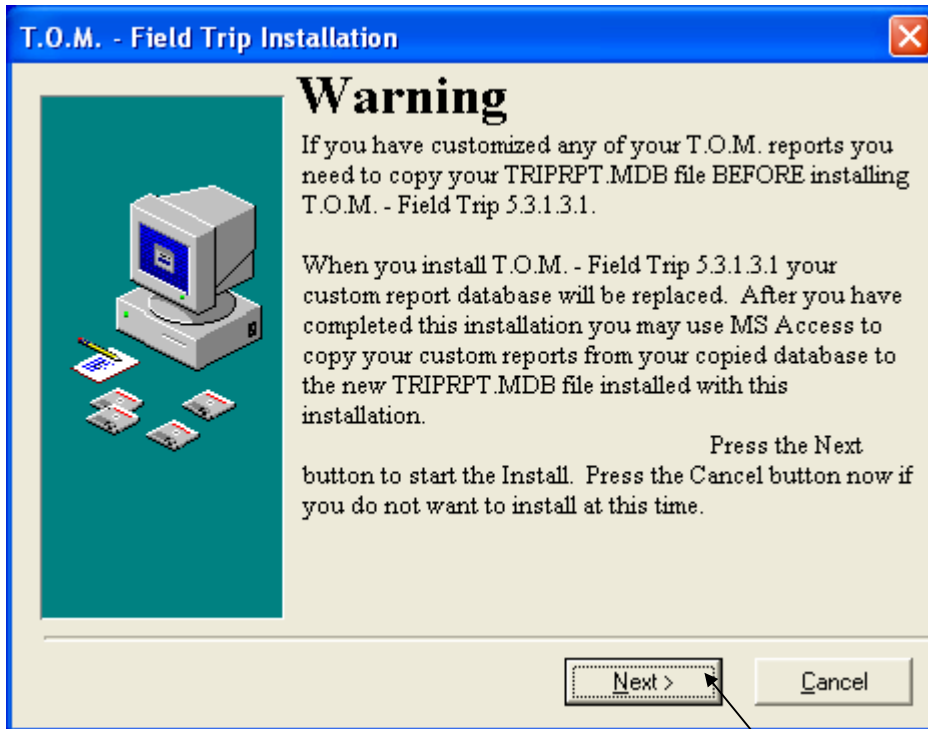 T.O.M. - Field Trip Installation
Warning
If you have customized any of your T.O.M. reports you
need to copy your TRIPRPT.MDB file BEFORE installing
T.O.M. - Field Trip 5.3.1.3.1.
When you install T.O.M. - Field Trip 5.3.1.3.1 your
custom report database will be replaced.  After you have
completed this installation you may use MS Access to
copy your custom reports from your copied database to
the new TRIPRPT.MDB file installed with this
installation.
Press the Next
button to start the Install.  Press the Cancel button now if
you do not want to install at this time.
Next >
Cancel